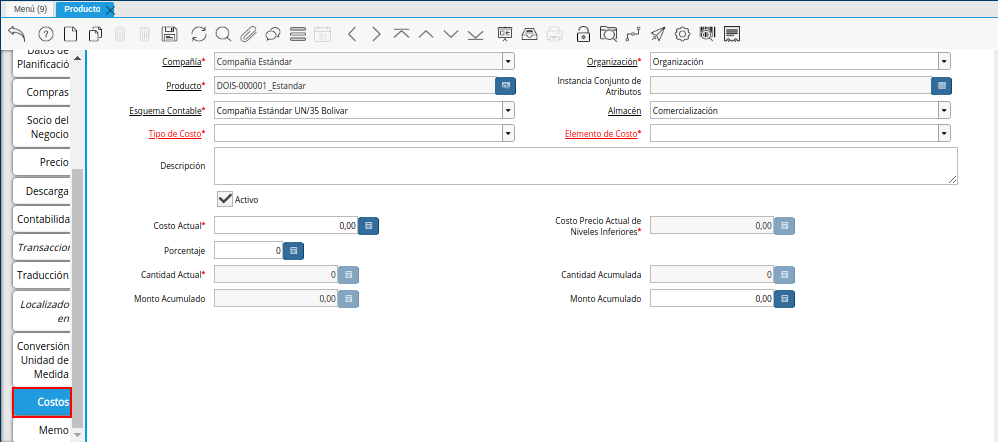 Menú (9)
Producto
Datos de
Planificació
Compras
Socio del
Negocio
Precio
Descarga
Contabilida
Transaccion
Traducción
Localizado
en
Conversión
Unidad de
Medida
Costos
Memo
Compañía* Compañía Estándar
Organización* Organización
Producto* DOIS-000001_Estandar
Instancia Conjunto de
Atributos
Esquema Contable* Compañía Estándar UN/35 Bolivar
Almacén Comercialización
Tipo de Costo*
Elemento de Costo*
Descripción
Activo
Costo Actual* 0,00
Costo Precio Actual de
Niveles Inferiores* 0,00
Porcentaje 0
Cantidad Actual* 0
Cantidad Acumulada 0
Monto Acumulado 0,00
Monto Acumulado 0,00